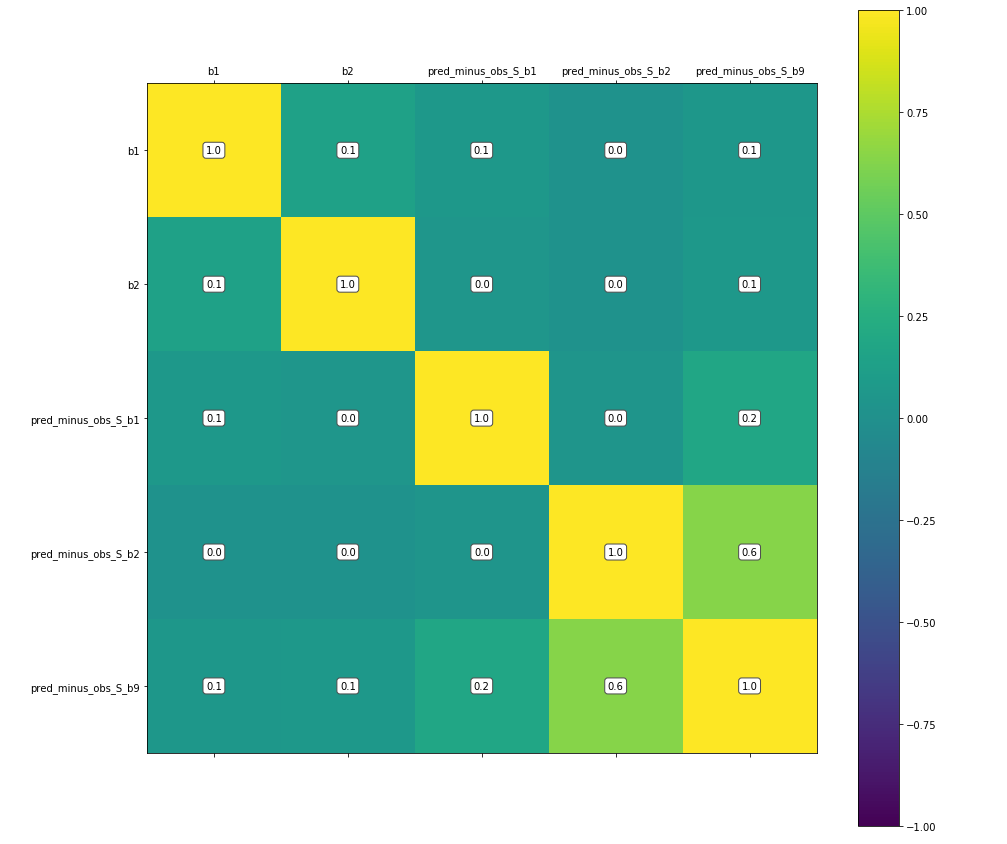 b1 b2 pred_minus_obs_S_b1 pred_minus_obs_S_b2 pred_minus_obs_S_b9
b1 1.0 0.1 0.1 0.0 0.1
b2 0.1 1.0 0.0 0.0 0.1
pred_minus_obs_S_b1 0.1 0.0 1.0 0.0 0.2
pred_minus_obs_S_b2 0.0 0.0 0.0 1.0 0.6
pred_minus_obs_S_b9 0.1 0.1 0.2 0.6 1.0
1.00
0.75
0.50
0.25
0.00
−0.25
−0.50
−0.75
−1.00